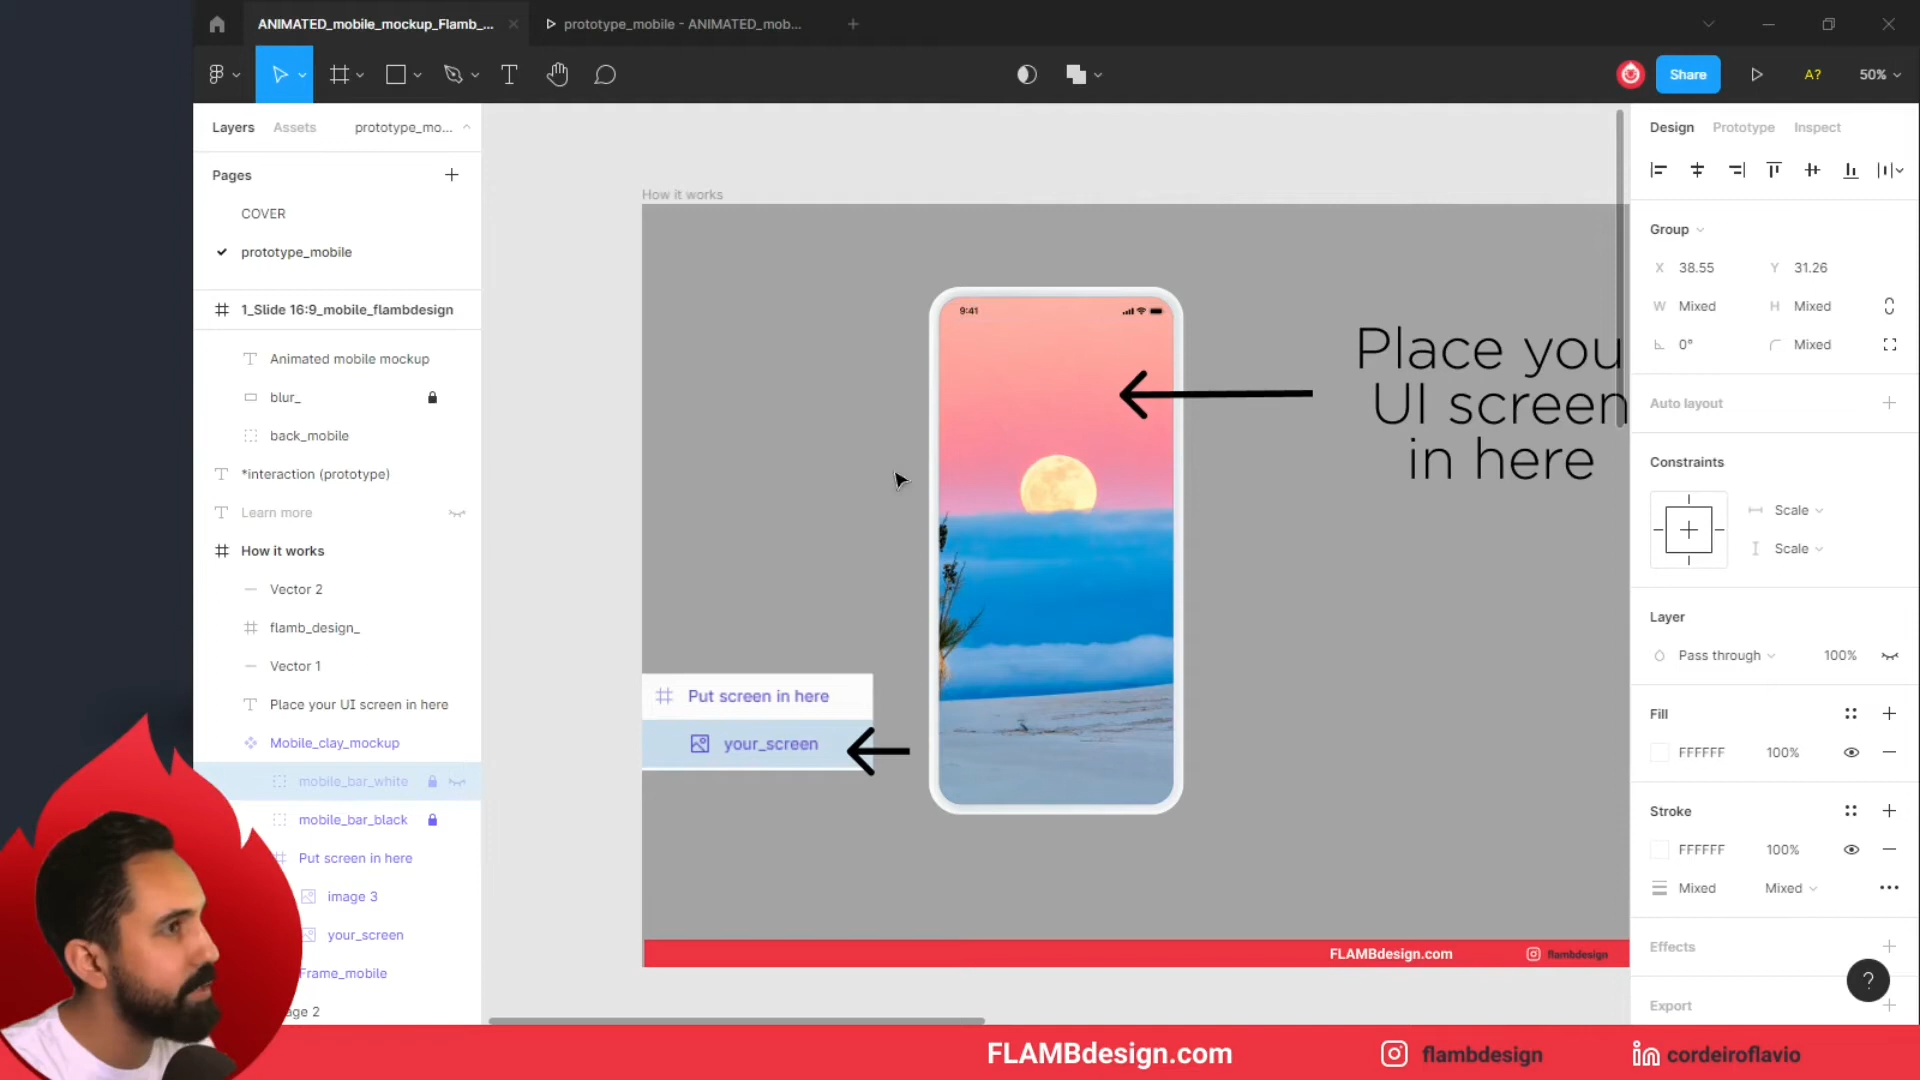 ANIMATED_mobile_mockup_Flamb_...
prototype_mobile - ANIMATED_mob...
Share
A?
50%
Layers
Assets
prototype_mo...
Pages
COVER
prototype_mobile
1_Slide 16:9_mobile_flambdesign
Animated mobile mockup
blur_
back_mobile
*interaction (prototype)
Learn more
How it works
Vector 2
flamb_design_
Vector 1
Place your UI screen in here
Mobile_clay_mockup
mobile_bar_white
mobile_bar_black
Put screen in here
image 3
your_screen
Frame_mobile
age 2
How it works
9:41
Place you
UI screen
in here
Put screen in here
your_screen
FLAMBdesign.com
flambdesign
Design
Prototype
Inspect
Group
X 38.55
Y 31.26
W Mixed
H Mixed
0°
Mixed
Auto layout
Constraints
Scale
Scale
Layer
Pass through
100%
Fill
FFFFFF
100%
Stroke
FFFFFF
100%
Mixed
Mixed
Effects
Export
?
FLAMBdesign.com
flambdesign
in cordeiroflavio